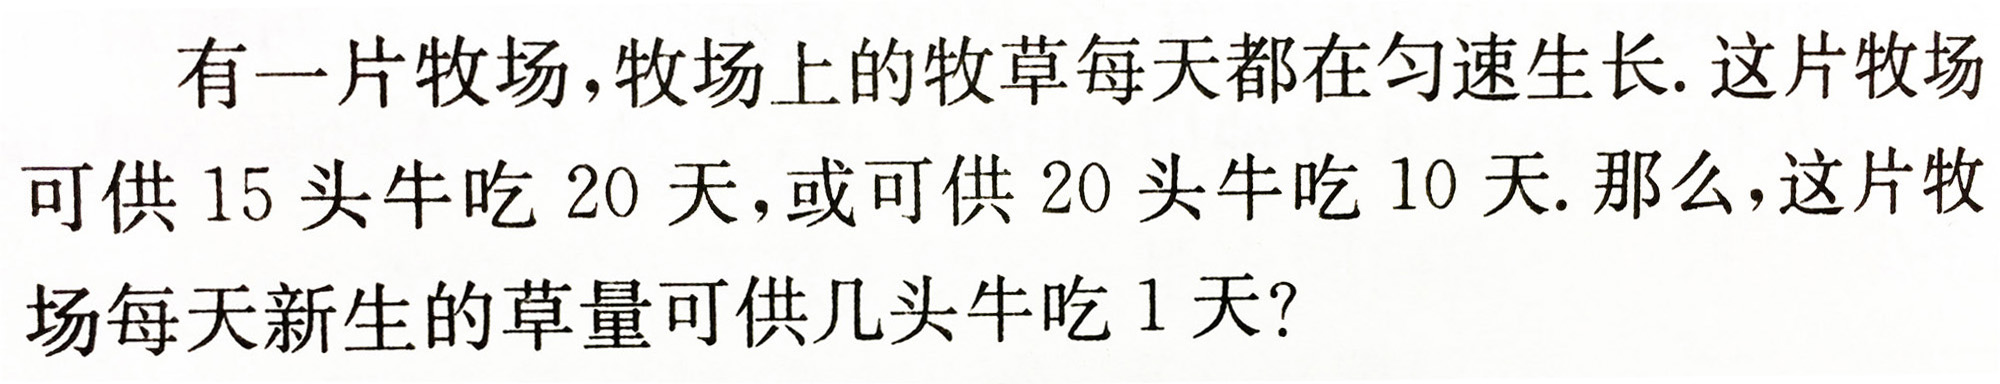 有一片牧场,牧场上的牧草每天都在匀速生长. 这片牧场
可供 15 头牛吃 20 天,或可供 20 头牛吃 10 天. 那么,这片牧
场每天新生的草量可供几头牛吃 1 天?